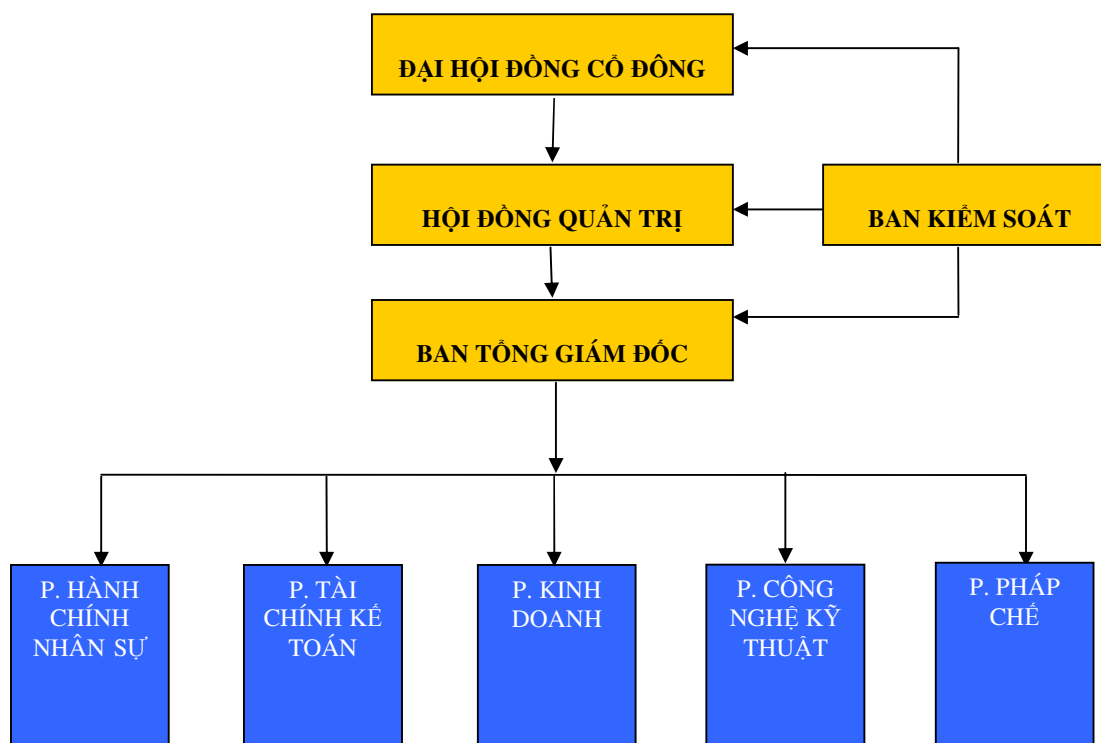 ĐẠI HỘI ĐỒNG CỔ ĐÔNG
HỘI ĐỒNG QUẢN TRỊ
BAN KIỂM SOÁT
BAN TỔNG GIÁM ĐỐC
P. HÀNH
CHÍNH
NHÂN SỰ
P. TÀI
CHÍNH KẾ
TOÁN
P. KINH
DOANH
P. CÔNG
NGHỆ KỸ
THUẬT
P. PHÁP
CHẾ